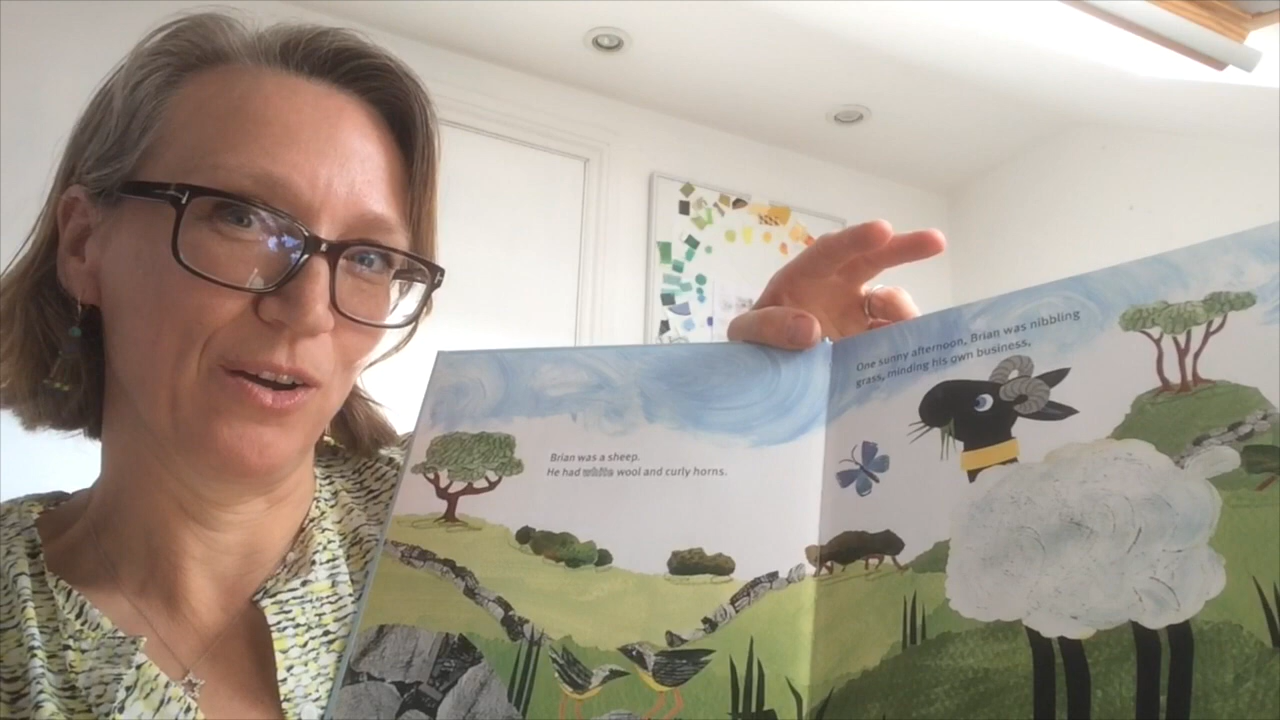 Brian was a sheep.
He had white wool and curly horns.
One sunny afternoon, Brian was nibbling
grass, minding his own business,